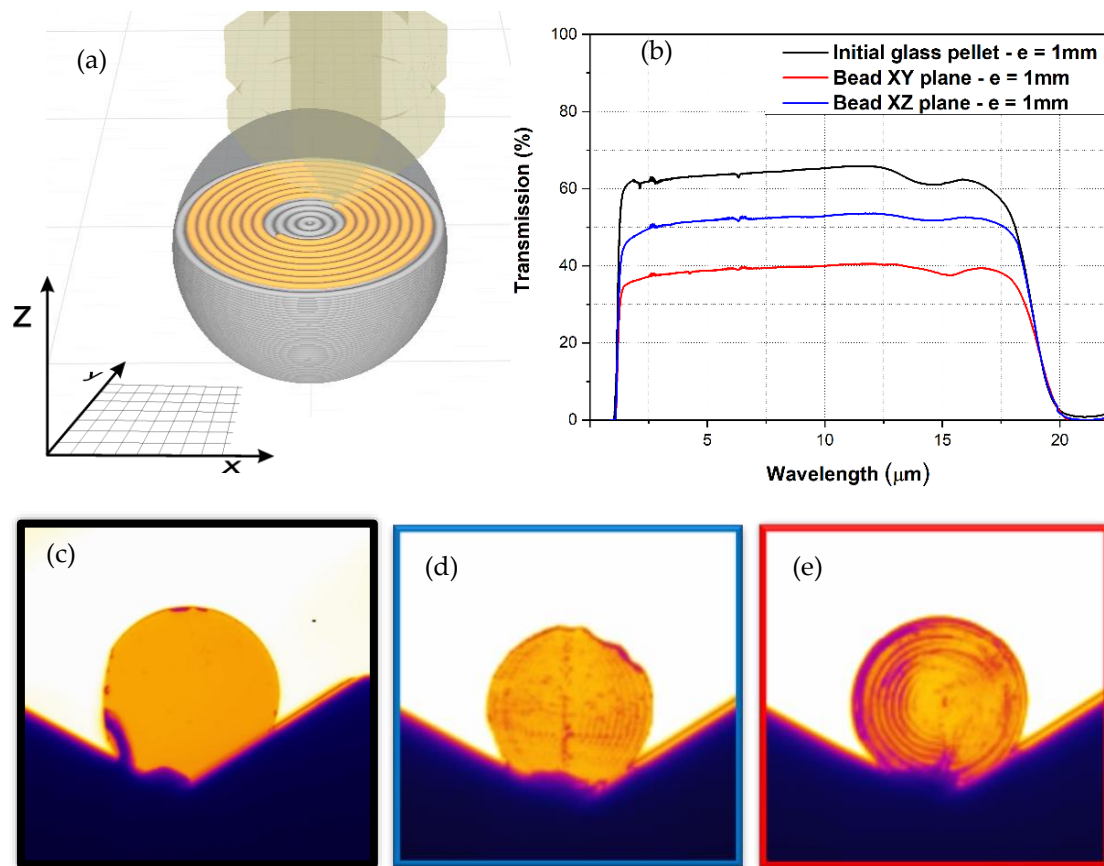 (a)
Z
y
x
(b)
Initial glass pellet - e = 1mm
Bead XY plane - e = 1mm
Bead XZ plane - e = 1mm
Transmission (%)
100
80
60
40
20
0
5
10
15
20
Wavelength (μm)
(c)
(d)
(e)